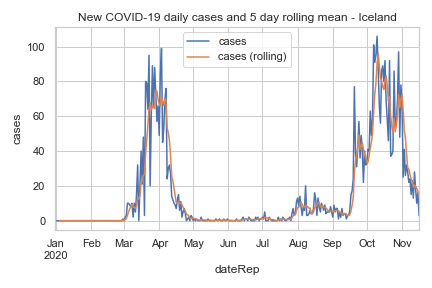 New COVID-19 daily cases and 5 day rolling mean - Iceland
cases
cases (rolling)
cases
100
80
60
40
20
0
Jan Feb Mar Apr May Jun Jul Aug Sep Oct Nov
2020
dateRep